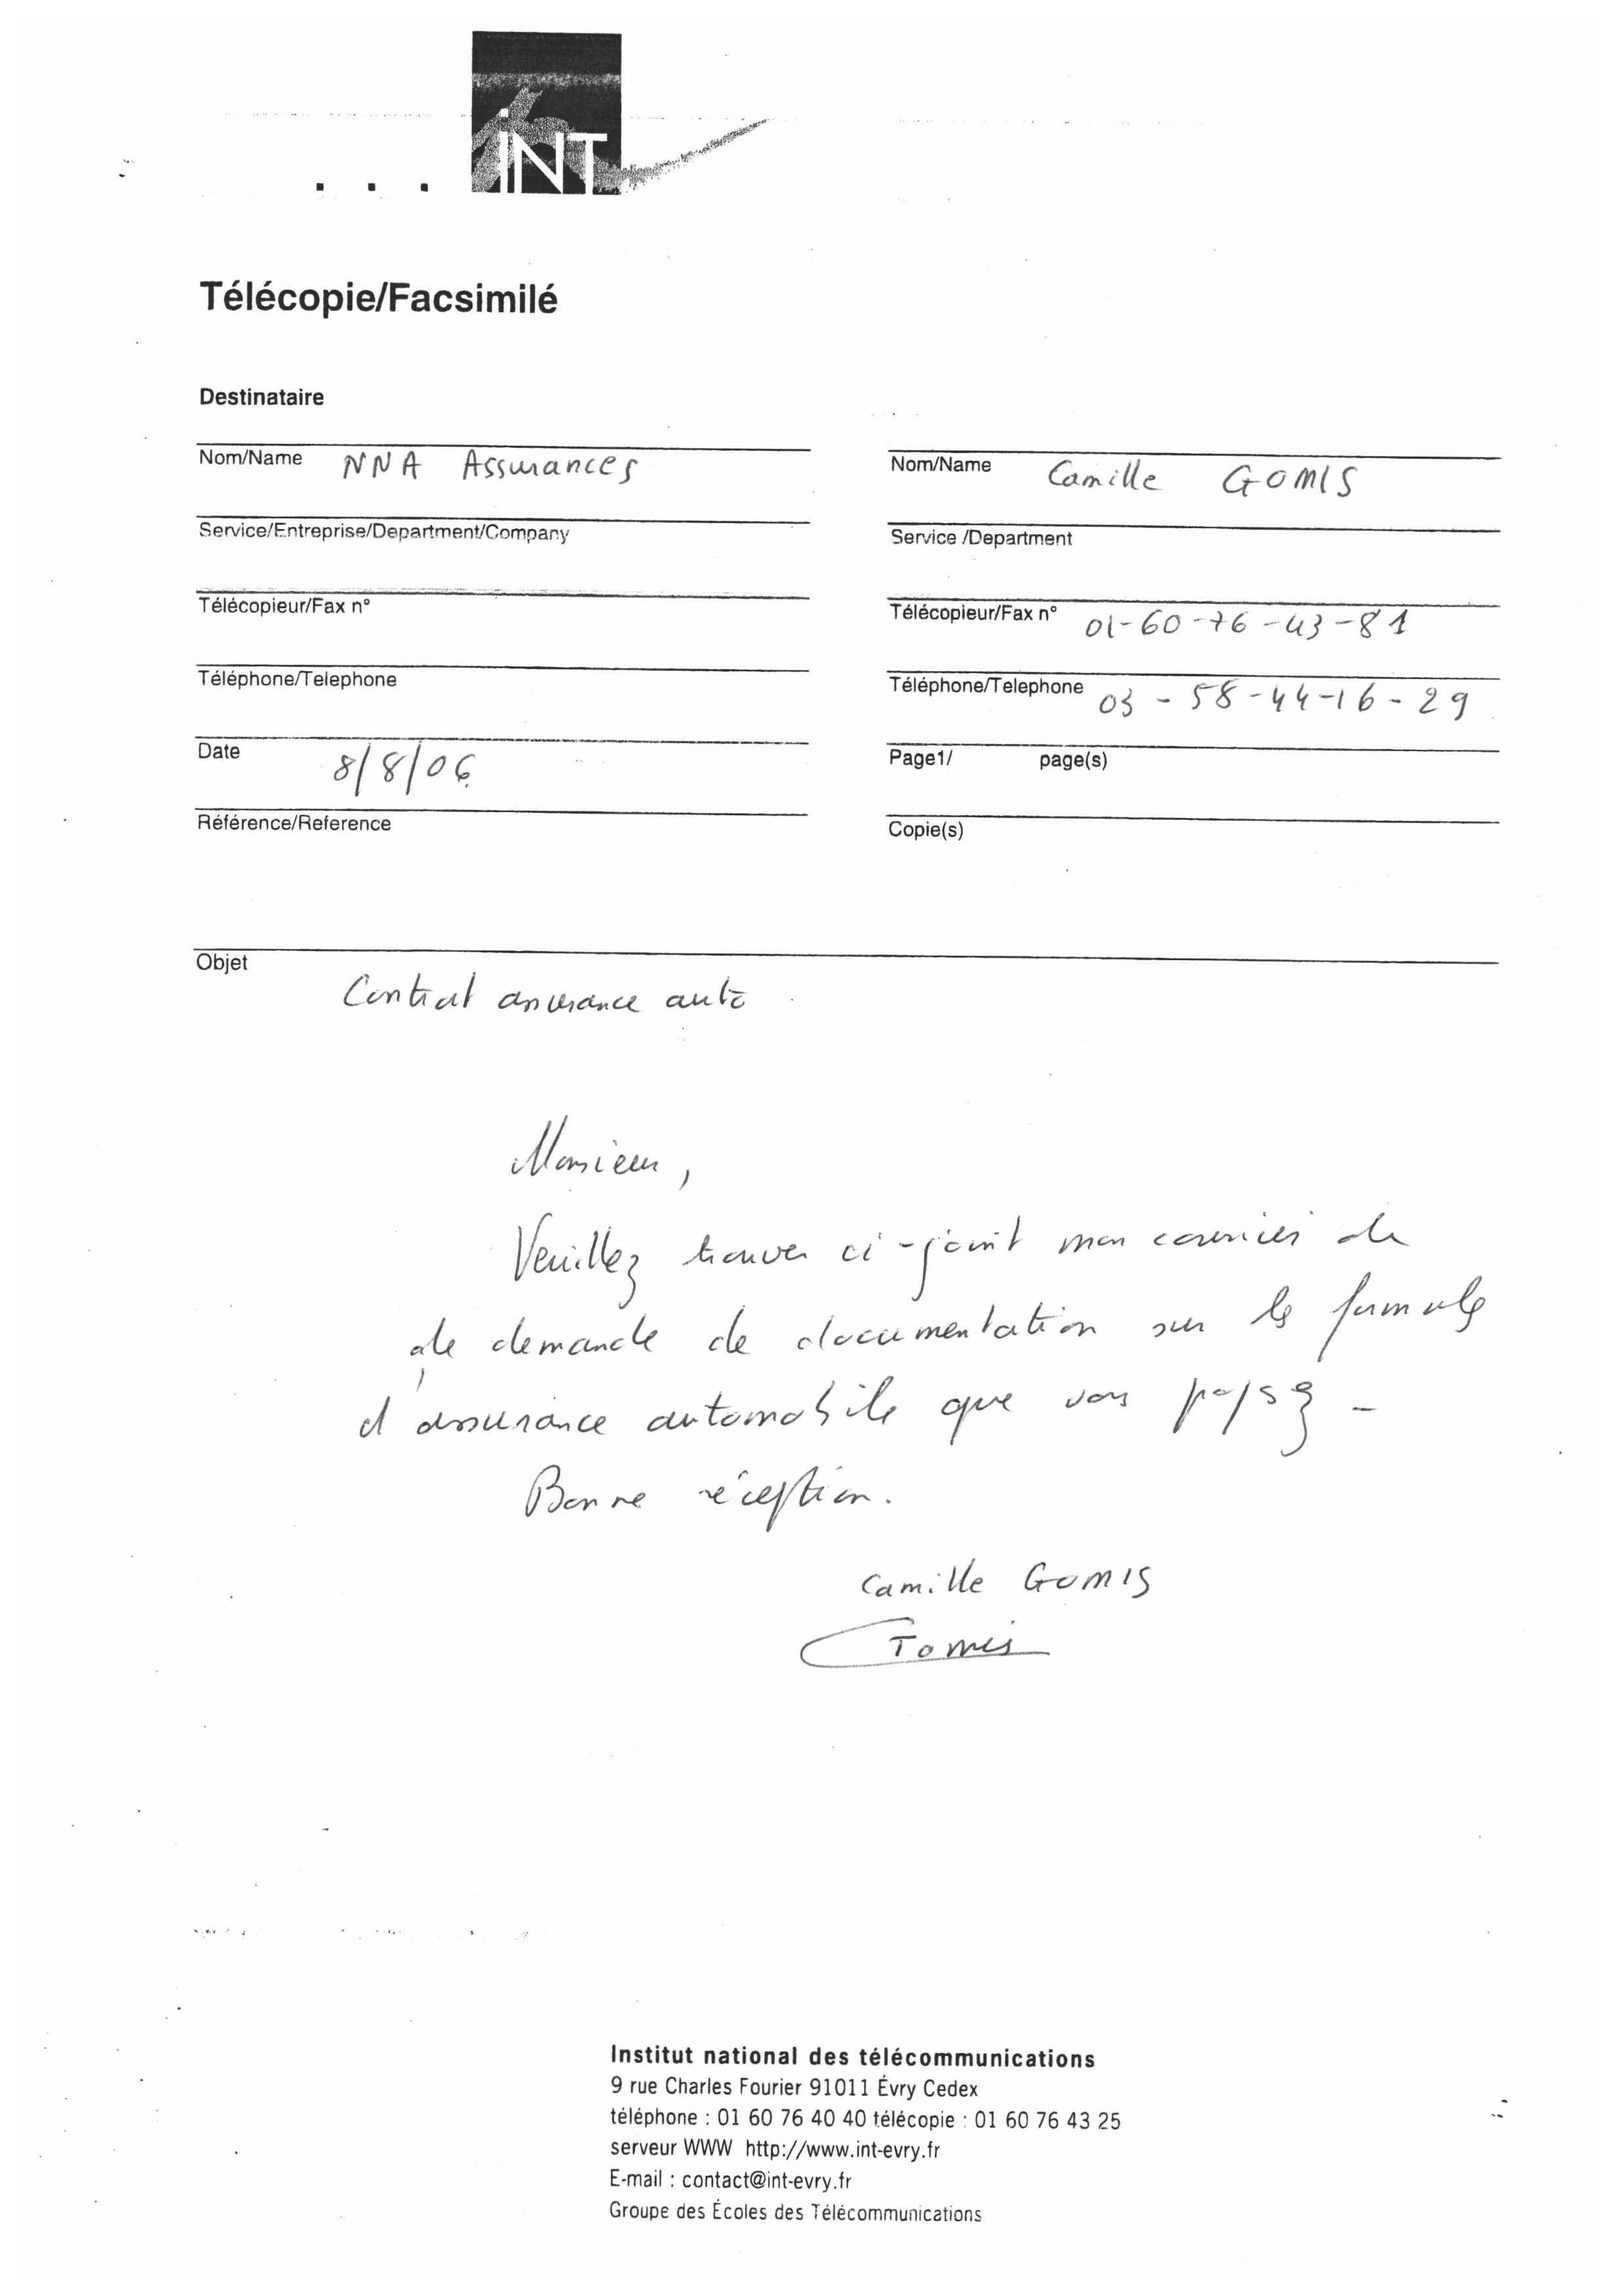 INT
Télécopie/Facsimilé
Destinataire
Nom/Name NNA Assurances
Service/Entreprise/Department/Company
Télécopieur/Fax n°
Téléphone/Telephone
Date 8/8/06
Référence/Reference
Nom/Name Camille GOMIS
Service /Department
Télécopieur/Fax n° 01-60-76-43-81
Téléphone/Telephone 03-58-44-16-29
Page1/ page(s)
Copie(s)
Objet
Contrat assurance auto
Monsieur,
Veuillez trouver ci-joint mon courrier de
de demande de documentation sur les formules
d'assurance automobile que vous
Bonne réception.
Camille GOMIS
Gomis
Institut national des télécommunications
9 rue Charles Fourier 91011 Évry Cedex
téléphone : 01 60 76 40 40 télécopie : 01 60 76 43 25
serveur WWW http://www.int-evry.fr
E-mail : contact@int-evry.fr
Groupe des Écoles des Télécommunications